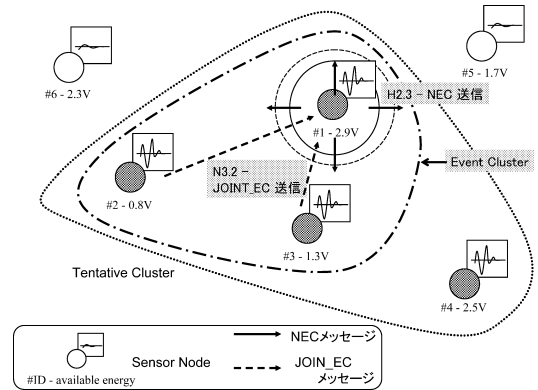 #6 - 2.3V
#5 - 1.7V
H2.3 – NEC 送信
#1 - 2.9V
Event Cluster
N3.2 –
JOINT_EC 送信
#2 - 0.8V
#3 - 1.3V
#4 - 2.5V
Tentative Cluster
NECメッセージ
Sensor Node
JOIN_EC
メッセージ
#ID - available energy